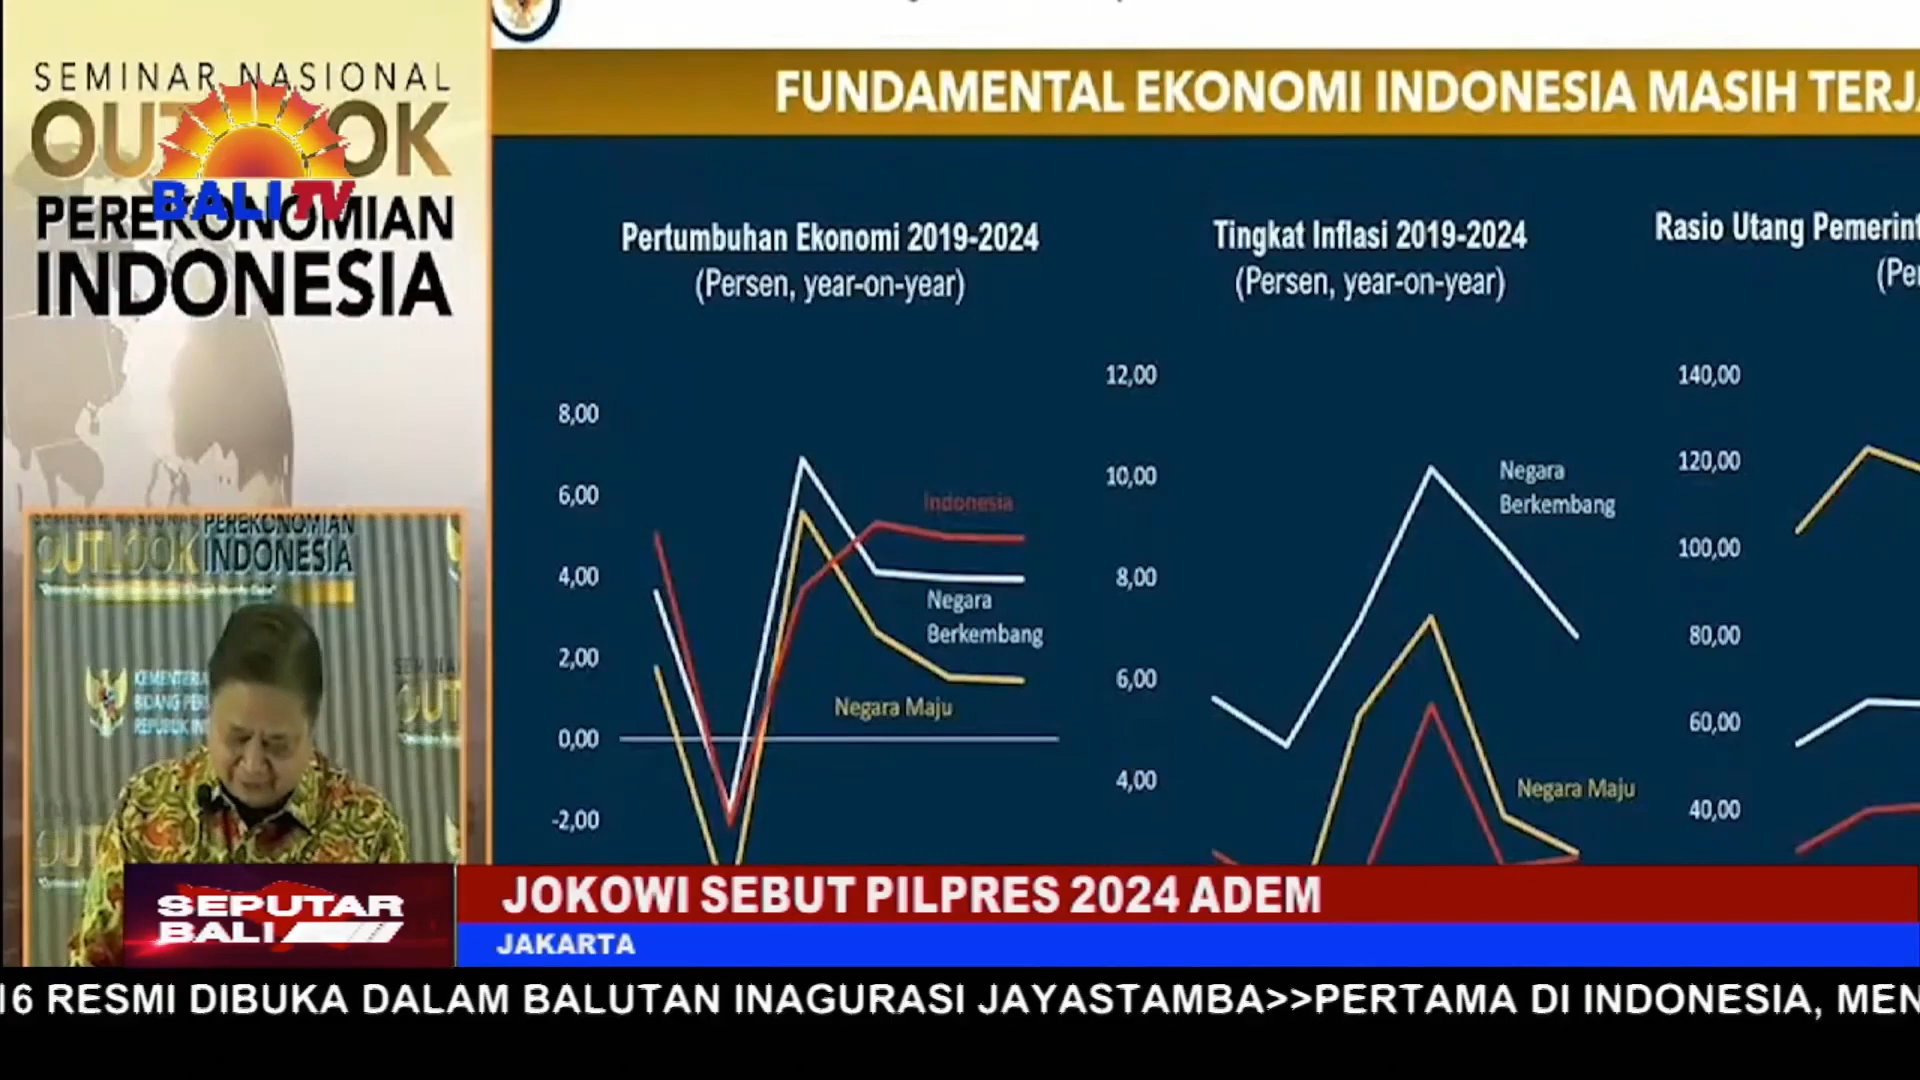 SEMINAR NASIONAL
OUTLOOK
BALI TV
PEREKONOMIAN
INDONESIA
FUNDAMENTAL EKONOMI INDONESIA MASIH
Pertumbuhan Ekonomi 2019-2024
(Persen, year-on-year)
8,00
6,00
4,00
2,00
0,00
-2,00
Indonesia
Negara
Berkembang
Negara Maju
Tingkat Inflasi 2019-2024
(Persen, year-on-year)
12,00
10,00
8,00
6,00
4,00
Negara
Berkembang
Negara Maju
Rasio Utang
140,00
120,00
100,00
80,00
60,00
40,00
PEREKONOMIAN
OUTLOOK INDONESIA
SEPUTAR
BALI
JOKOWI SEBUT PILPRES 2024 ADEM
JAKARTA
16 RESMI DIBUKA DALAM BALUTAN INAGURASI JAYASTAMBA>>PERTAMA DI INDONESIA, MEN